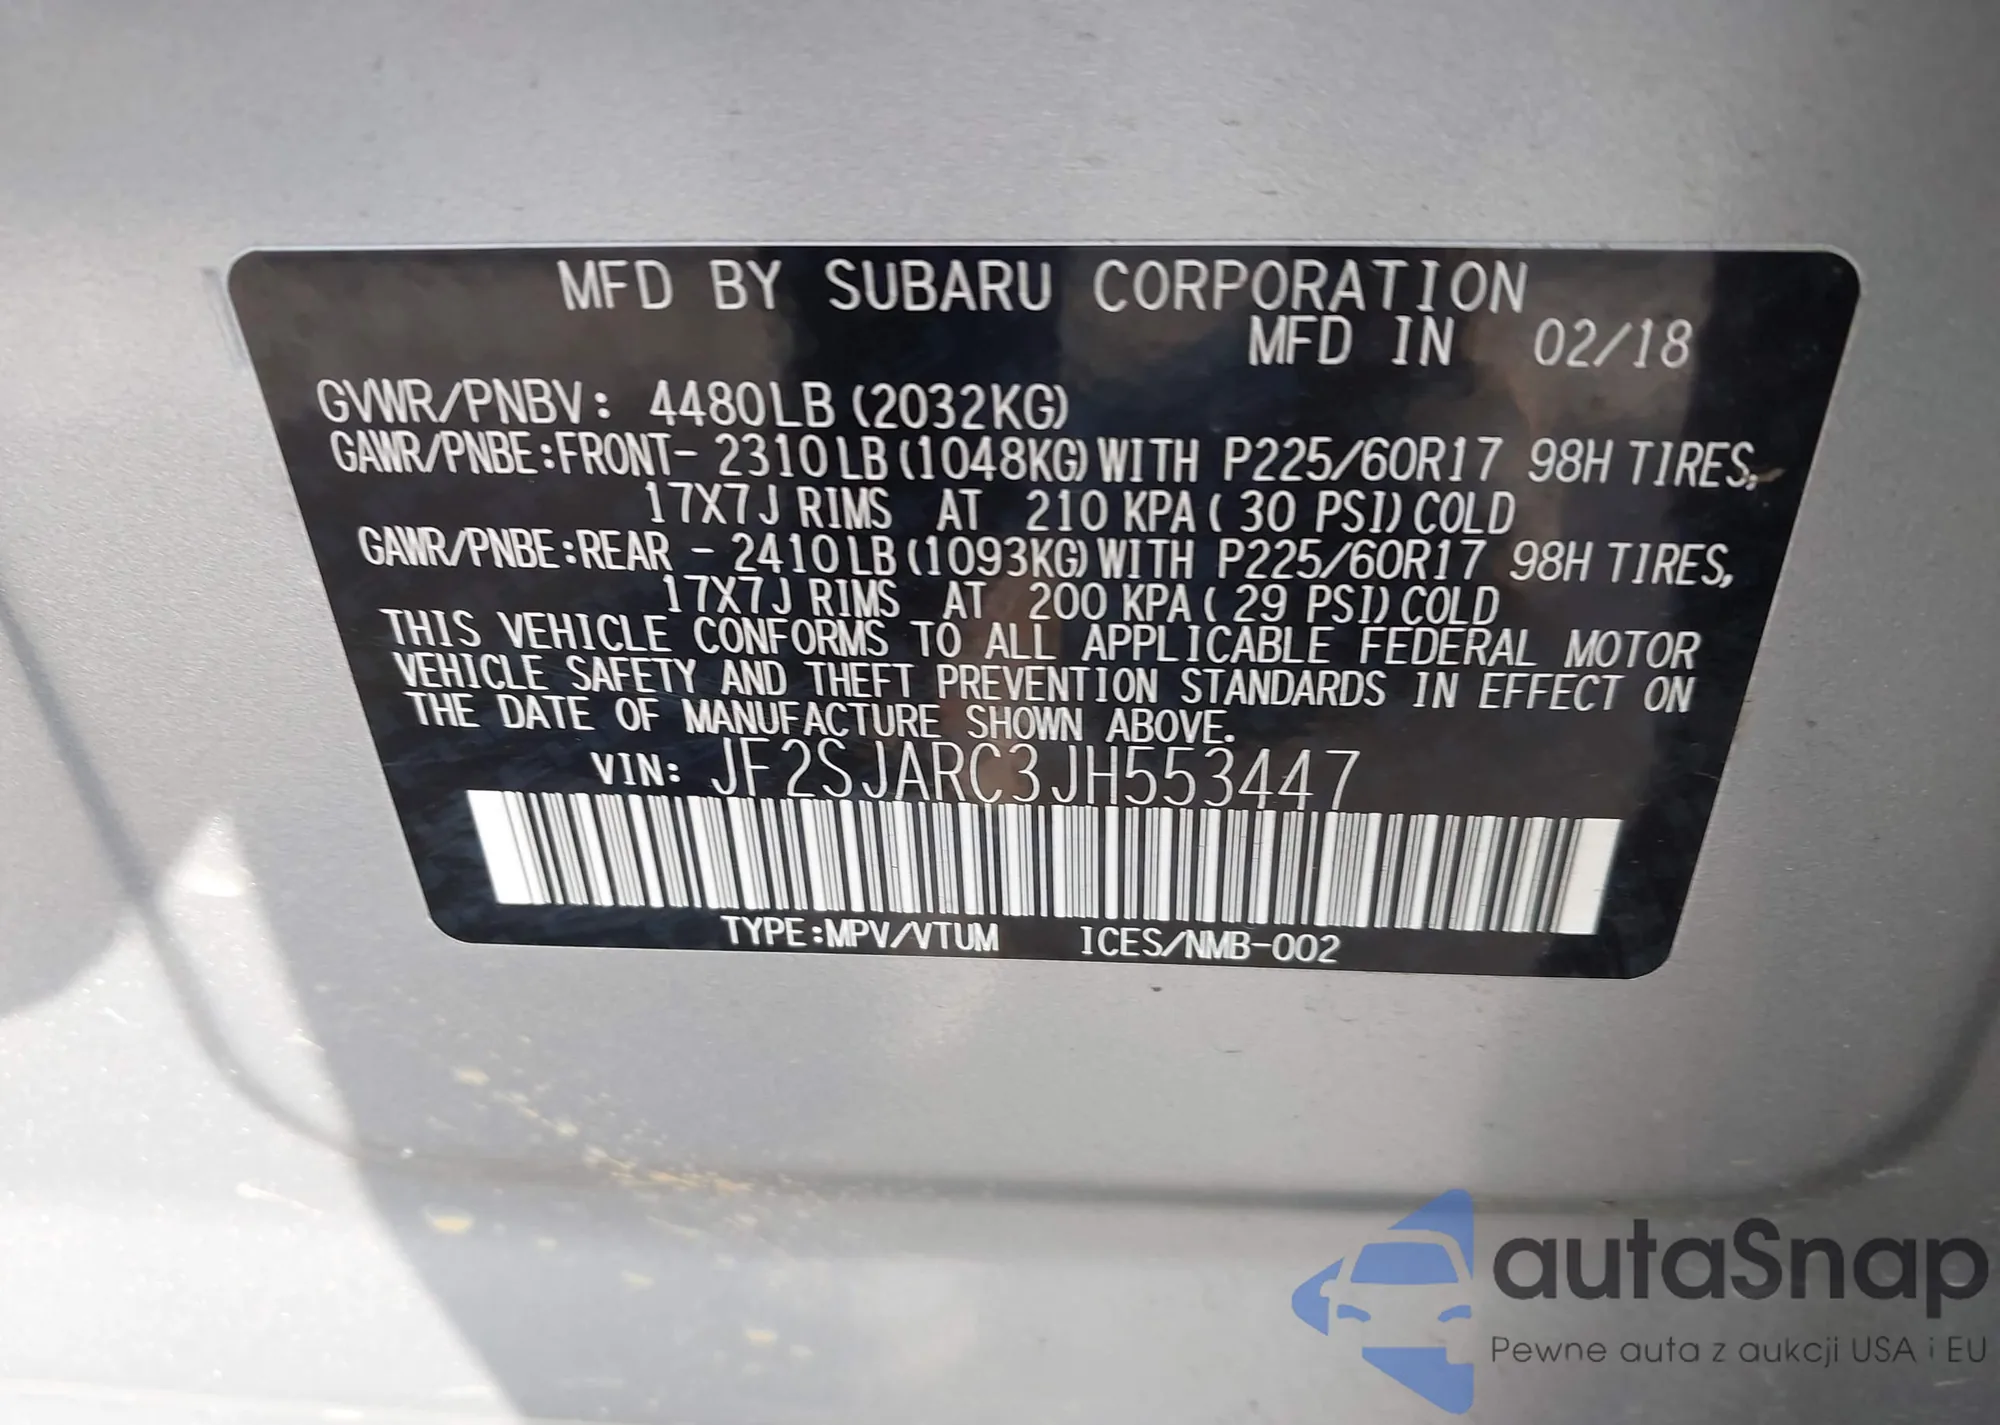 MFD BY SUBARU CORPORATION
MFD IN 02/18
GVWR/PNBV: 4480LB (2032KG)
GAWR/PNBE:FRONT- 2310LB(1048KG)WITH P225/60R17 98H TIRES,
17X7J RIMS AT 210 KPA( 30 PSI)COLD
GAWR/PNBE:REAR - 2410LB(1093KG)WITH P225/60R17 98H TIRES,
17X7J RIMS AT 200 KPA( 29 PSI)COLD
THIS VEHICLE CONFORMS TO ALL APPLICABLE FEDERAL MOTOR
VEHICLE SAFETY AND THEFT PREVENTION STANDARDS IN EFFECT ON
THE DATE OF MANUFACTURE SHOWN ABOVE.
VIN: JF2SJARC3JH553447
TYPE:MPV/VTUM ICES/NMB-002
autaSnap
Pewne auta z aukcji USA i EU